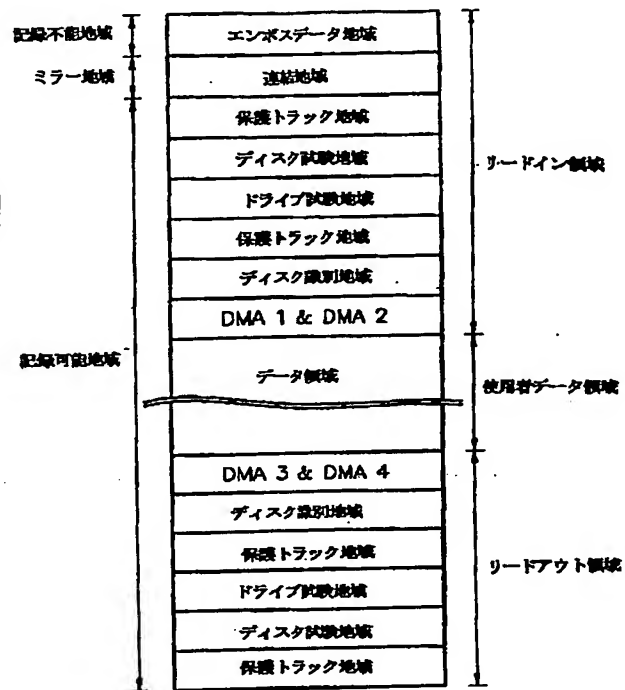 記録不能地域
エンボスデータ地域
ミラー地域
連結地域
保護トラック地域
ディスク試験地域
リードイン領域
ドライブ試験地域
保護トラック地域
ディスク識別地域
DMA 1 & DMA 2
記録可能地域
データ領域
使用者データ領域
DMA 3 & DMA 4
ディスク識別地域
保護トラック地域
リードアウト領域
ドライブ試験地域
ディスタ試験地域
保護トラック地域